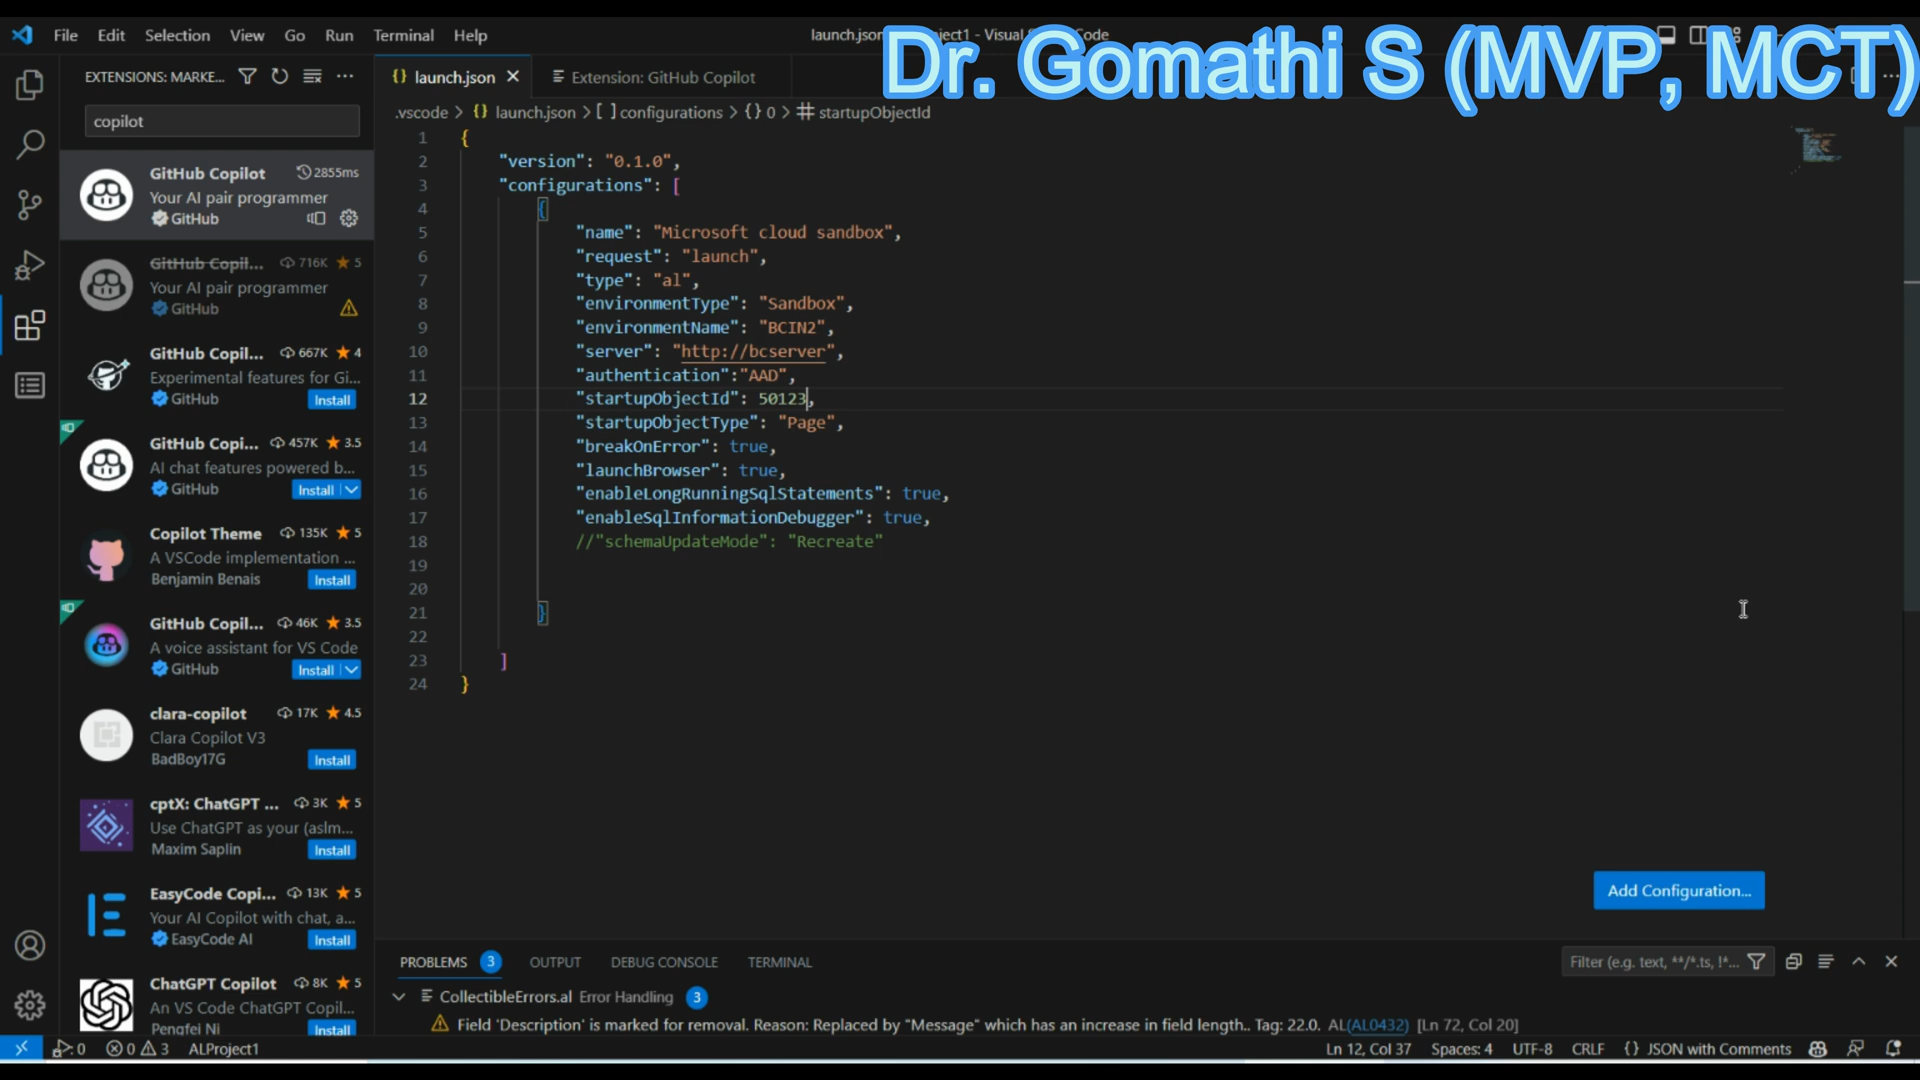 File Edit Selection View Go Run Terminal Help
launch.json
Dr. Gomathi S (MVP, MCT)
EXTENSIONS: MARKE...
copilot
GitHub Copilot 2855ms
Your AI pair programmer
GitHub
GitHub Copil... 716K 5
Your AI pair programmer
GitHub
GitHub Copil... 667K 4
Experimental features for Gi...
GitHub Install
GitHub Copi... 457K 3.5
AI chat features powered b...
GitHub Install
Copilot Theme 135K 5
A VSCode implementation ...
Benjamin Benais Install
GitHub Copil... 46K 3.5
A voice assistant for VS Code
GitHub Install
clara-copilot 17K 4.5
Clara Copilot V3
BadBoy17G Install
cptX: ChatGPT ... 3K 5
Use ChatGPT as your (aslm...
Maxim Saplin Install
EasyCode Copi... 13K 5
Your AI Copilot with chat, a...
EasyCode AI Install
ChatGPT Copilot 8K 5
An VS Code ChatGPT Copil...
Pengfei Ni Install
launch.json Extension: GitHub Copilot
.vscode > {} launch.json > [ ] configurations > {} 0 > # startupObjectId
1 {
2 "version": "0.1.0",
3 "configurations": [
4 {
5 "name": "Microsoft cloud sandbox",
6 "request": "launch",
7 "type": "al",
8 "environmentType": "Sandbox",
9 "environmentName": "BCIN2",
10 "server": "http://bcserver",
11 "authentication":"AAD",
12 "startupObjectId": 50123,
13 "startupObjectType": "Page",
14 "breakOnError": true,
15 "launchBrowser": true,
16 "enableLongRunningSqlStatements": true,
17 "enableSqlInformationDebugger": true,
18 //"schemaUpdateMode": "Recreate"
19
20
21 }
22
23 ]
24 }
Add Configuration...
PROBLEMS 3 OUTPUT DEBUG CONSOLE TERMINAL Filter (e.g. text, **/*.ts, !*...
CollectibleErrors.al Error Handling 3
Field 'Description' is marked for removal. Reason: Replaced by "Message" which has an increase in field length.. Tag: 22.0. AL(AL0432) [Ln 72, Col 20]
0 0 3 ALProject1 Ln 12, Col 37 Spaces: 4 UTF-8 CRLF {} JSON with Comments